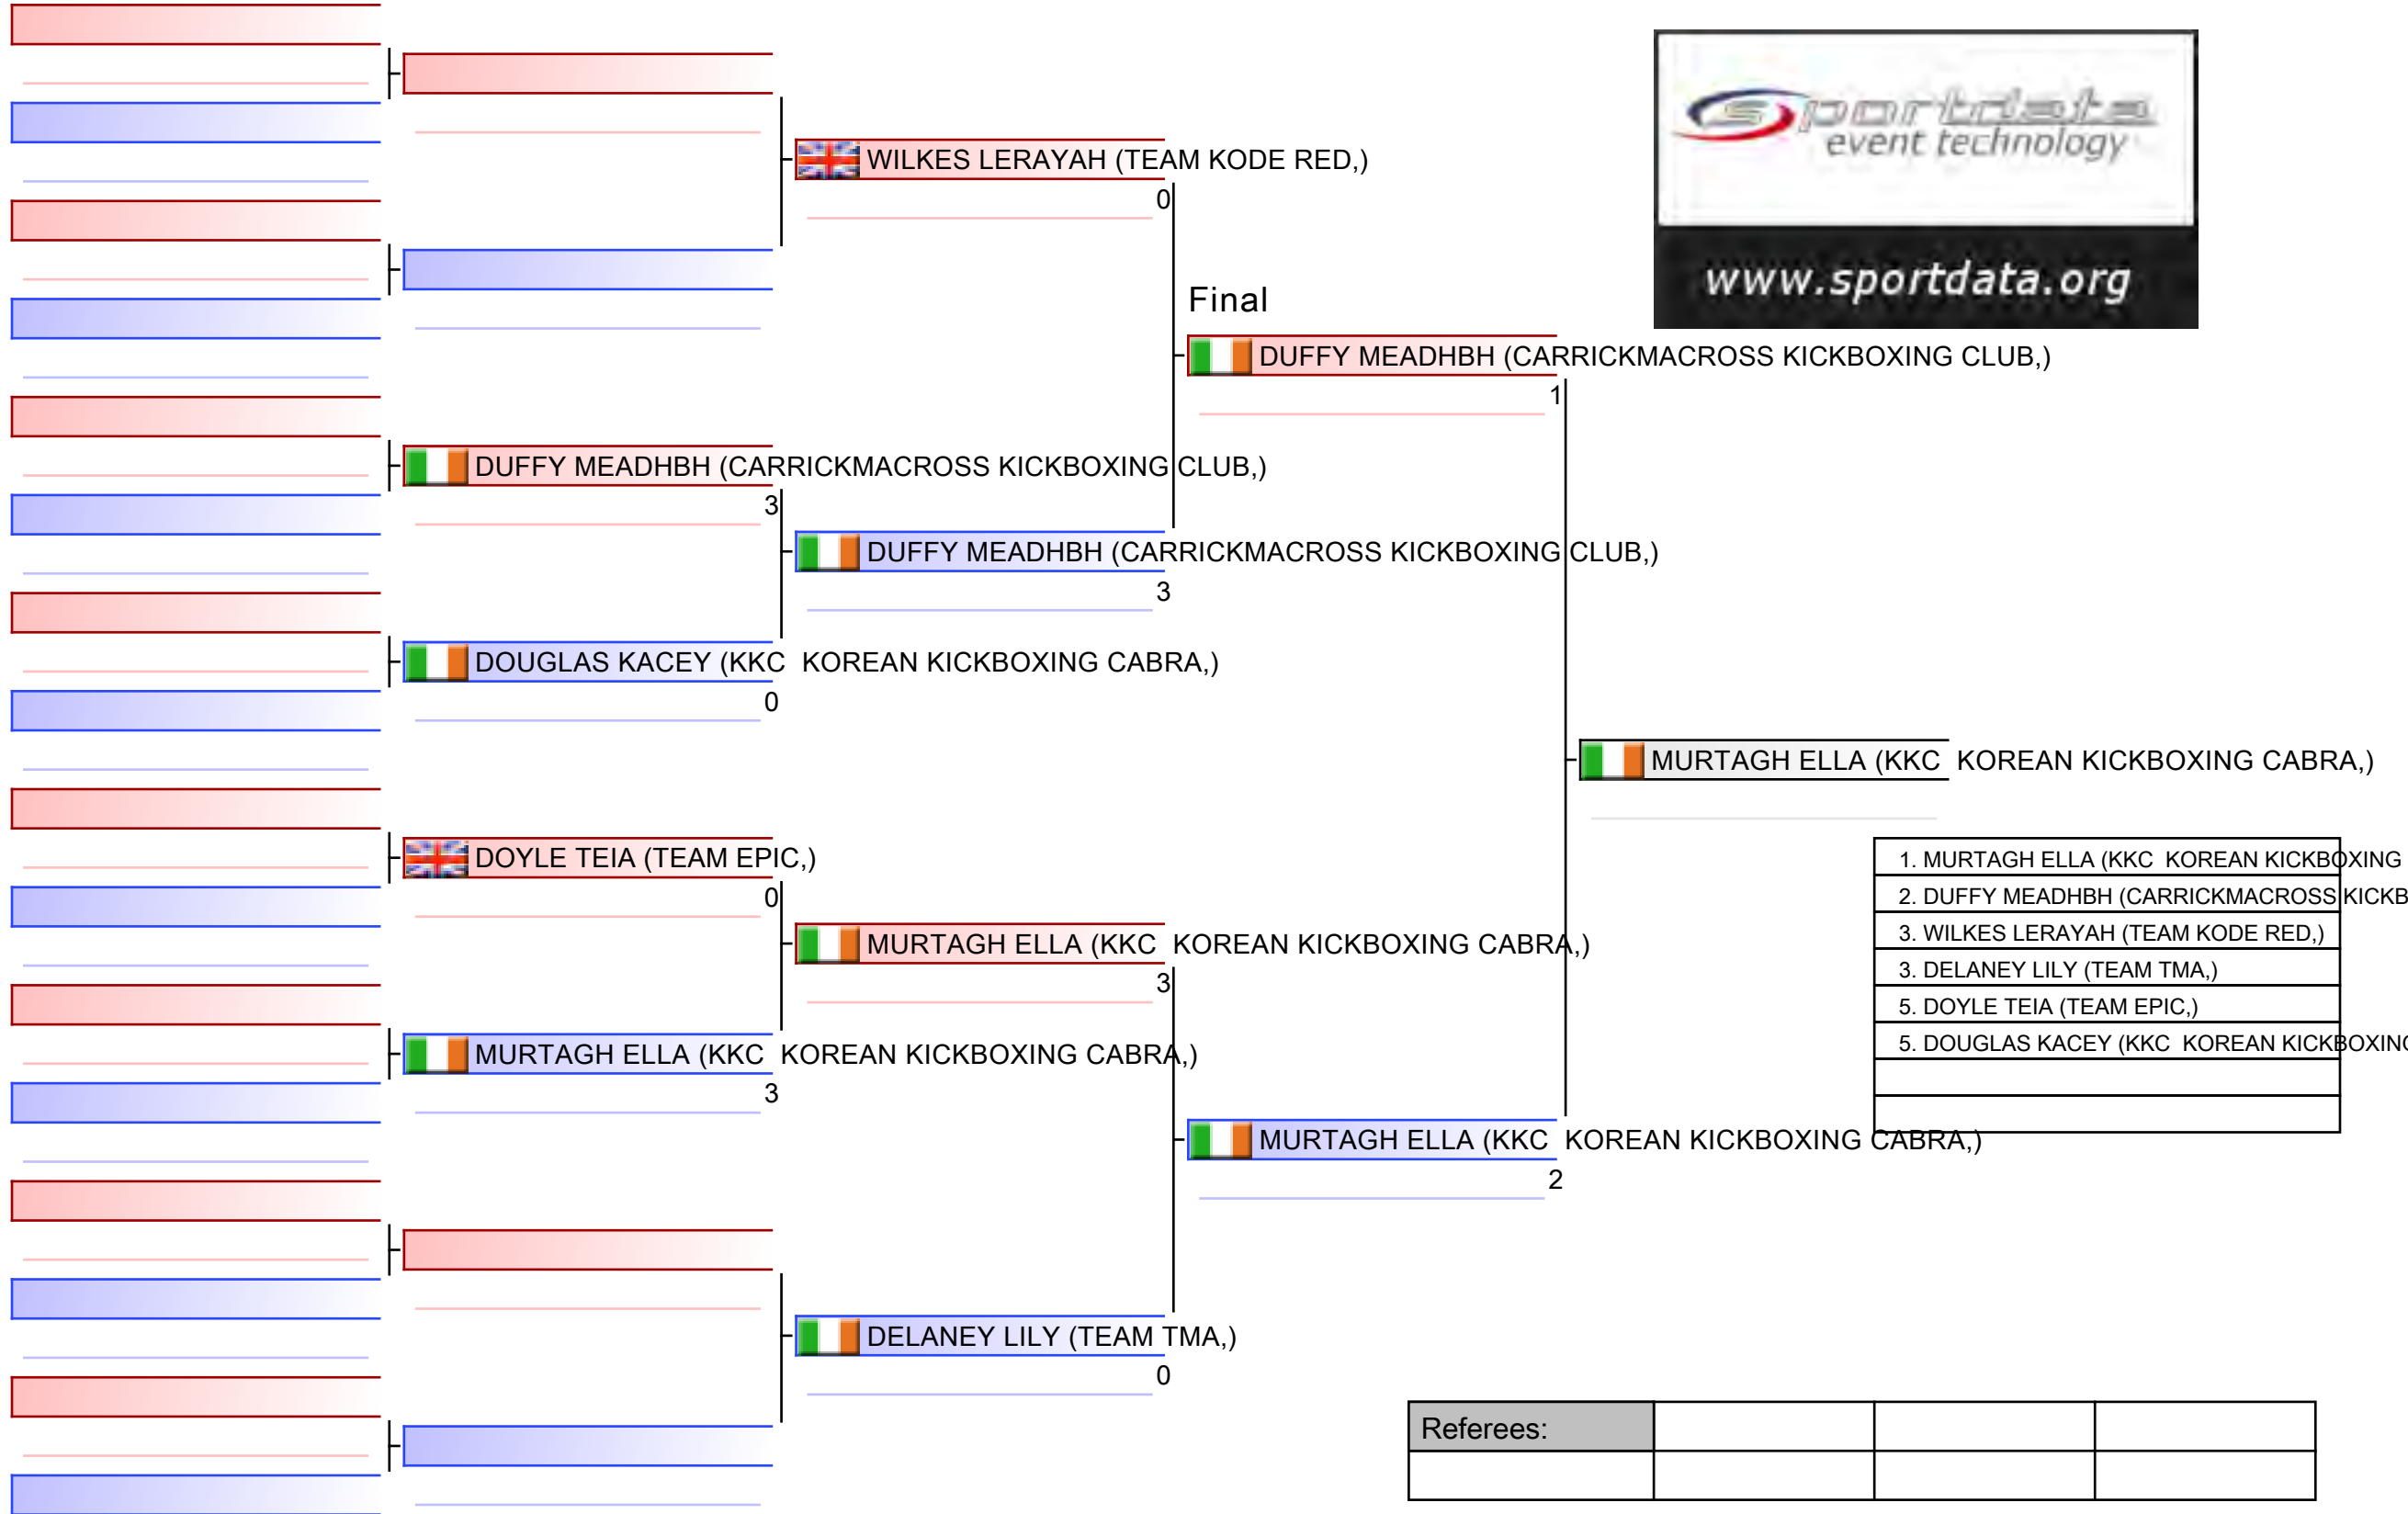 sportdata
event technology
www.sportdata.org
WILKES LERAYAH (TEAM KODE RED,)
0
Final
DUFFY MEADHBH (CARRICKMACROSS KICKBOXING CLUB,)
1
DUFFY MEADHBH (CARRICKMACROSS KICKBOXING CLUB,)
3
DUFFY MEADHBH (CARRICKMACROSS KICKBOXING CLUB,)
3
DOUGLAS KACEY (KKC  KOREAN KICKBOXING CABRA,)
0
MURTAGH ELLA (KKC  KOREAN KICKBOXING CABRA,)
DOYLE TEIA (TEAM EPIC,)
0
MURTAGH ELLA (KKC  KOREAN KICKBOXING CABRA,)
3
MURTAGH ELLA (KKC  KOREAN KICKBOXING CABRA,)
3
MURTAGH ELLA (KKC  KOREAN KICKBOXING CABRA,)
2
DELANEY LILY (TEAM TMA,)
0
1. MURTAGH ELLA (KKC  KOREAN KICKBOXING
2. DUFFY MEADHBH (CARRICKMACROSS KICKB
3. WILKES LERAYAH (TEAM KODE RED,)
3. DELANEY LILY (TEAM TMA,)
5. DOYLE TEIA (TEAM EPIC,)
5. DOUGLAS KACEY (KKC  KOREAN KICKBOXING
Referees: